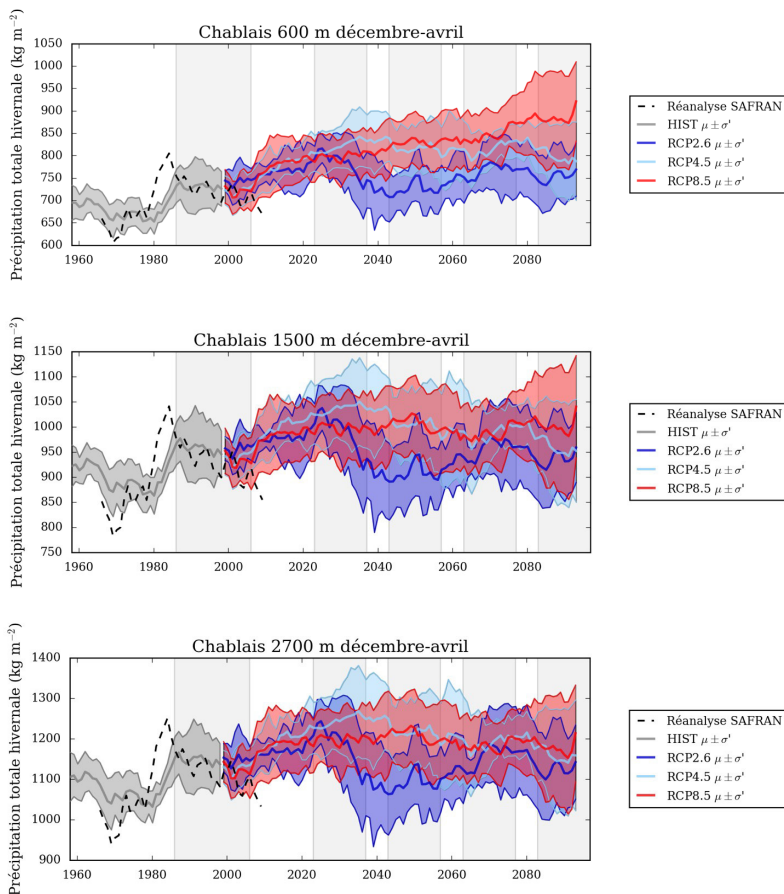 Chablais 600 m décembre-avril
Précipitation totale hivernale (kg m⁻²)
1050
1000
950
900
850
800
750
700
650
600
1960 1980 2000 2020 2040 2060 2080
Réanalyse SAFRAN
HIST μ ± σ'
RCP2.6 μ ± σ'
RCP4.5 μ ± σ'
RCP8.5 μ ± σ'
Chablais 1500 m décembre-avril
Précipitation totale hivernale (kg m⁻²)
1150
1100
1050
1000
950
900
850
800
750
1960 1980 2000 2020 2040 2060 2080
Réanalyse SAFRAN
HIST μ ± σ'
RCP2.6 μ ± σ'
RCP4.5 μ ± σ'
RCP8.5 μ ± σ'
Chablais 2700 m décembre-avril
Précipitation totale hivernale (kg m⁻²)
1400
1300
1200
1100
1000
900
1960 1980 2000 2020 2040 2060 2080
Réanalyse SAFRAN
HIST μ ± σ'
RCP2.6 μ ± σ'
RCP4.5 μ ± σ'
RCP8.5 μ ± σ'